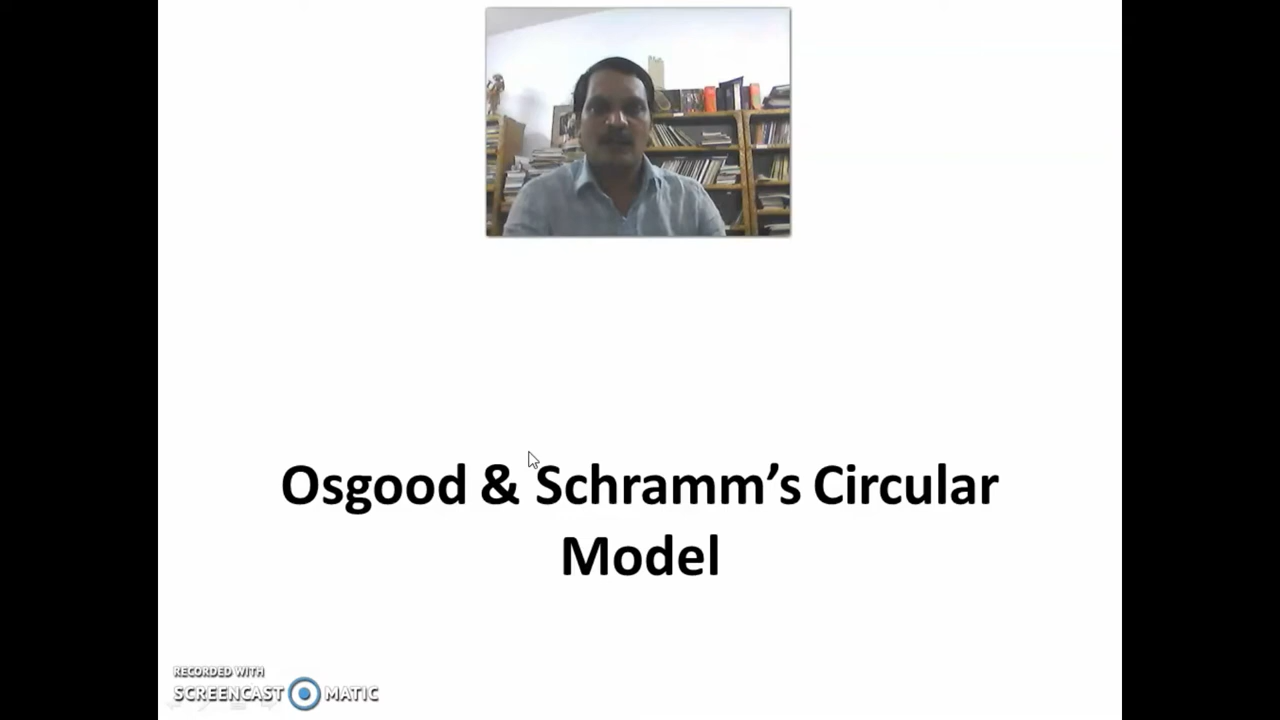 Osgood & Schramm’s Circular
Model
RECORDED WITH
SCREENCAST MATIC